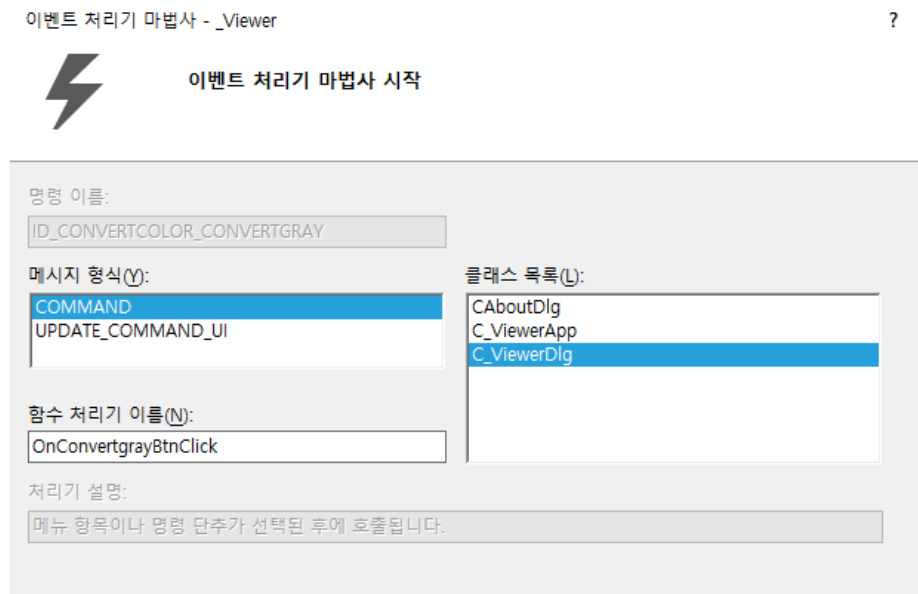 이벤트 처리기 마법사 - _Viewer ?
이벤트 처리기 마법사 시작
명령 이름:
ID_CONVERTCOLOR_CONVERTGRAY
메시지 형식(Y):
COMMAND
UPDATE_COMMAND_UI
클래스 목록(L):
CAboutDlg
C_ViewerApp
C_ViewerDlg
함수 처리기 이름(N):
OnConvertgrayBtnClick
처리기 설명:
메뉴 항목이나 명령 단추가 선택된 후에 호출됩니다.